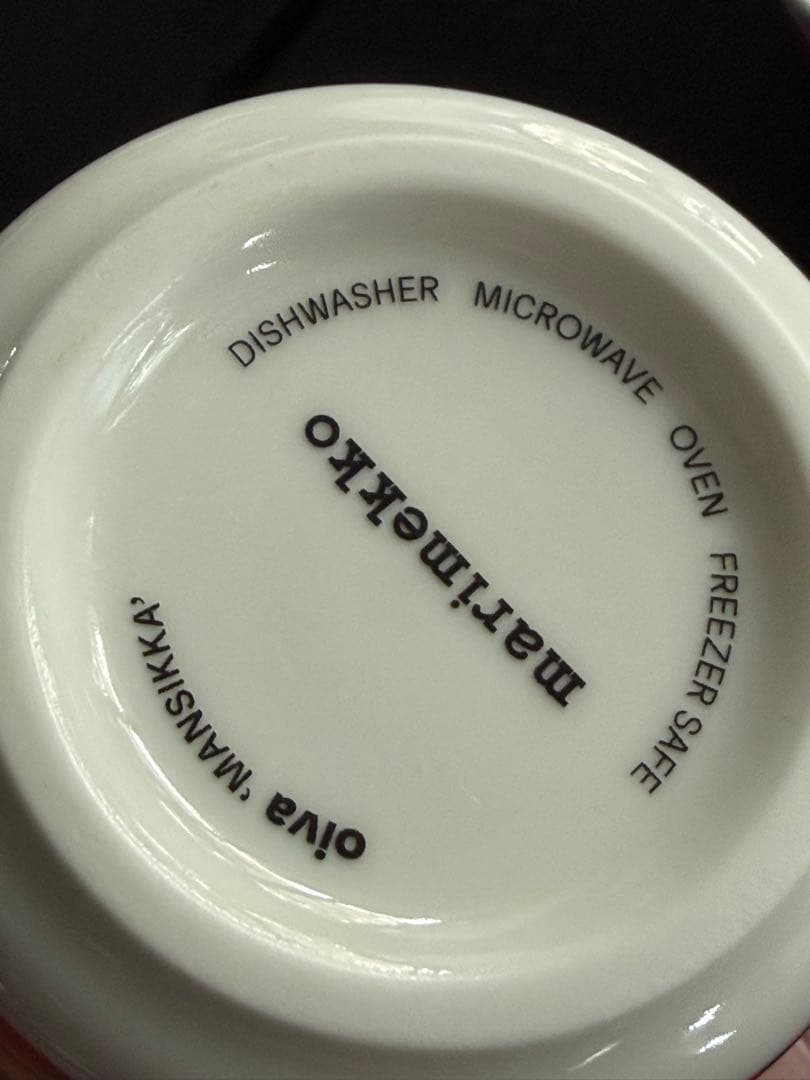 oiva 'MANSIKKA'
DISHWASHER MICROWAVE OVEN FREEZER SAFE
marimekko